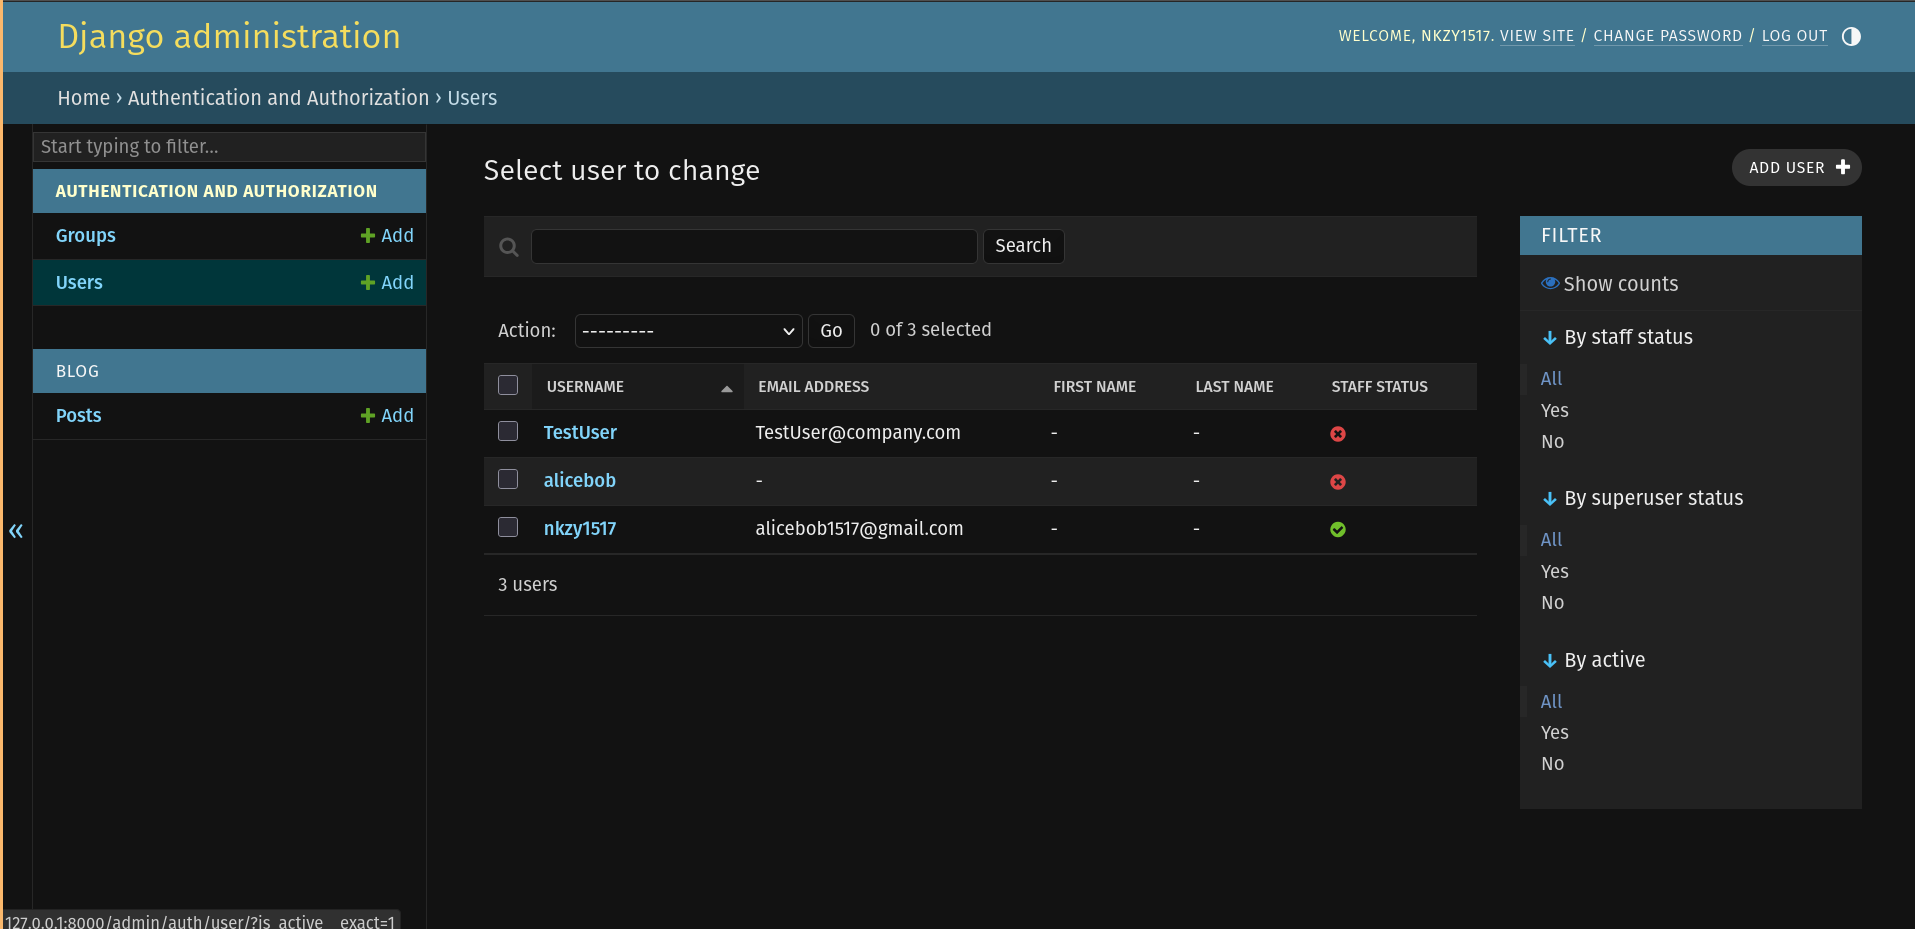 Django administration
WELCOME, NKZY1517. VIEW SITE / CHANGE PASSWORD / LOG OUT
Home › Authentication and Authorization › Users
Start typing to filter...
AUTHENTICATION AND AUTHORIZATION
Groups Add
Users Add
BLOG
Posts Add
«
Select user to change
ADD USER
Search
Action: --------- Go 0 of 3 selected
USERNAME EMAIL ADDRESS FIRST NAME LAST NAME STAFF STATUS
TestUser TestUser@company.com - -
alicebob - - -
nkzy1517 alicebob1517@gmail.com - -
3 users
FILTER
Show counts
By staff status
All
Yes
No
By superuser status
All
Yes
No
By active
All
Yes
No
127.0.0.1:8000/admin/auth/user/?is_active__exact=1